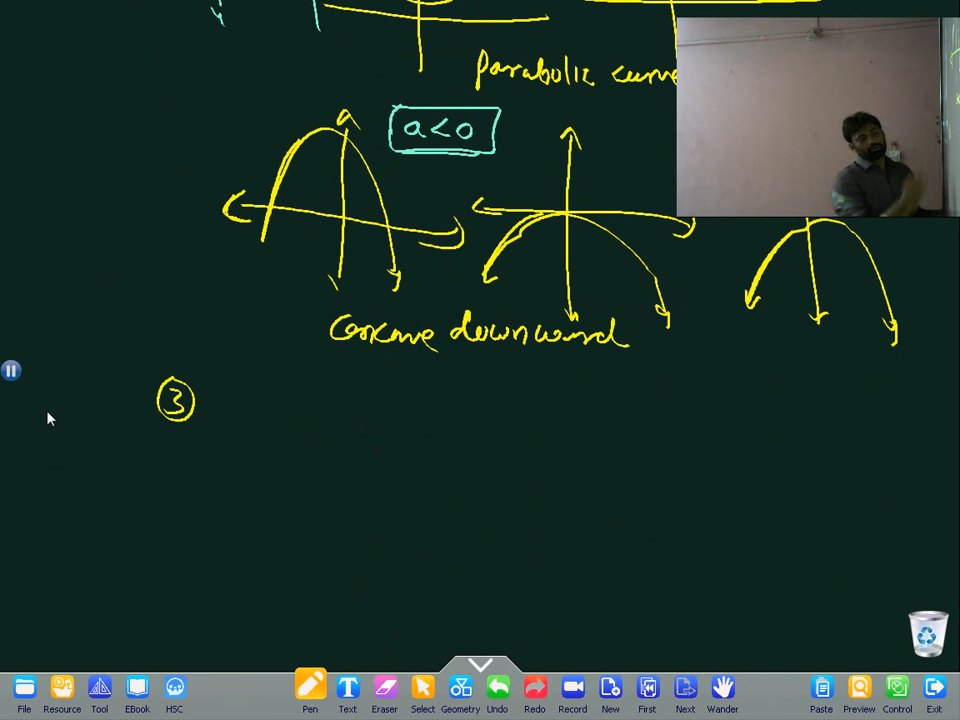 Parabolic curve
a<0
Concave downward
3
File Resource Tool EBook HSC Pen Text Eraser Select Geometry Undo Redo Record New First Next Wander Paste Preview Control Exit